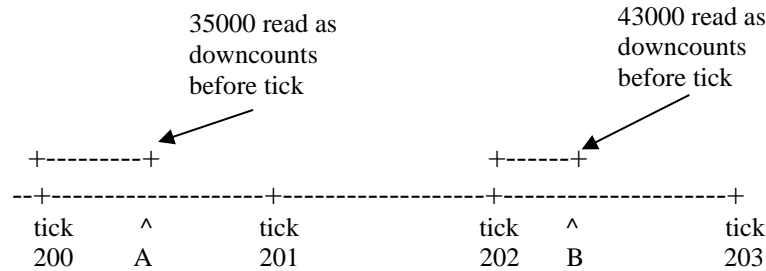 35000 read as
downcounts
before tick
43000 read as
downcounts
before tick
+-----------+ +--------+
--+------------------------+-----------------------+-------------------------+
tick ^ tick tick ^ tick
200 A 201 202 B 203